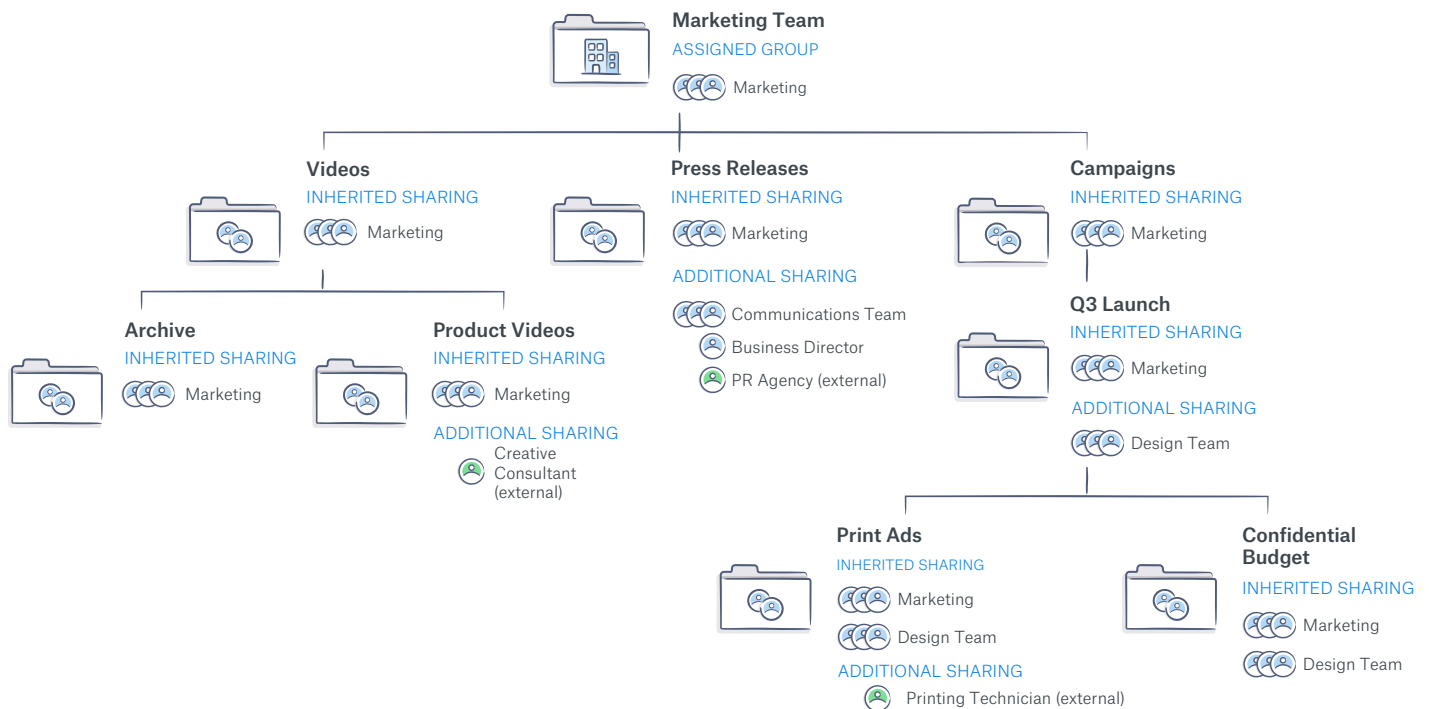 Marketing Team
ASSIGNED GROUP
Marketing
Videos
INHERITED SHARING
Marketing
Press Releases
INHERITED SHARING
Marketing
ADDITIONAL SHARING
Communications Team
Business Director
PR Agency (external)
Campaigns
INHERITED SHARING
Marketing
Archive
INHERITED SHARING
Marketing
Product Videos
INHERITED SHARING
Marketing
ADDITIONAL SHARING
Creative
Consultant
(external)
Q3 Launch
INHERITED SHARING
Marketing
ADDITIONAL SHARING
Design Team
Print Ads
INHERITED SHARING
Marketing
Design Team
ADDITIONAL SHARING
Printing Technician (external)
Confidential
Budget
INHERITED SHARING
Marketing
Design Team